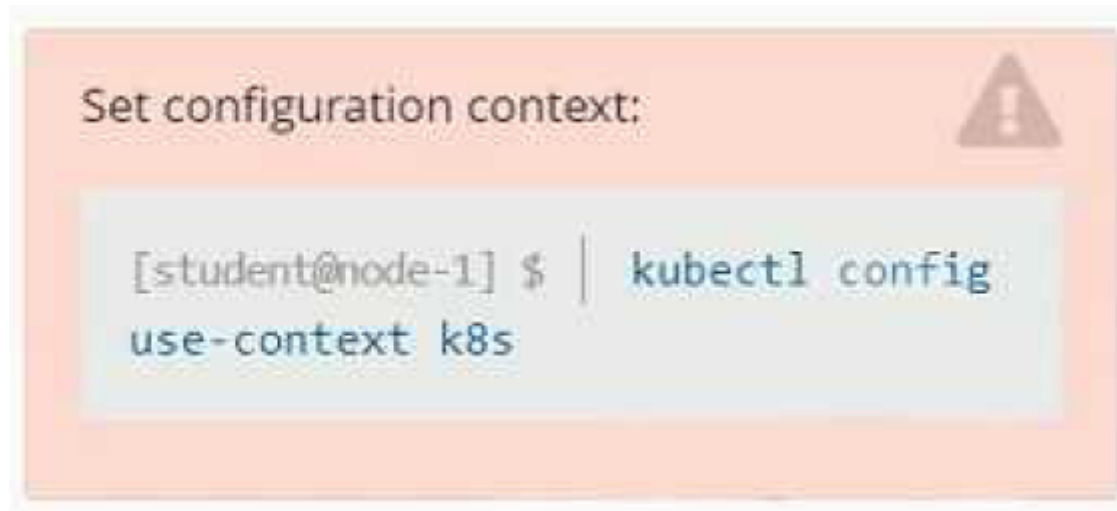 Set configuration context:
[student@node-1] $ | kubectl config
use-context k8s